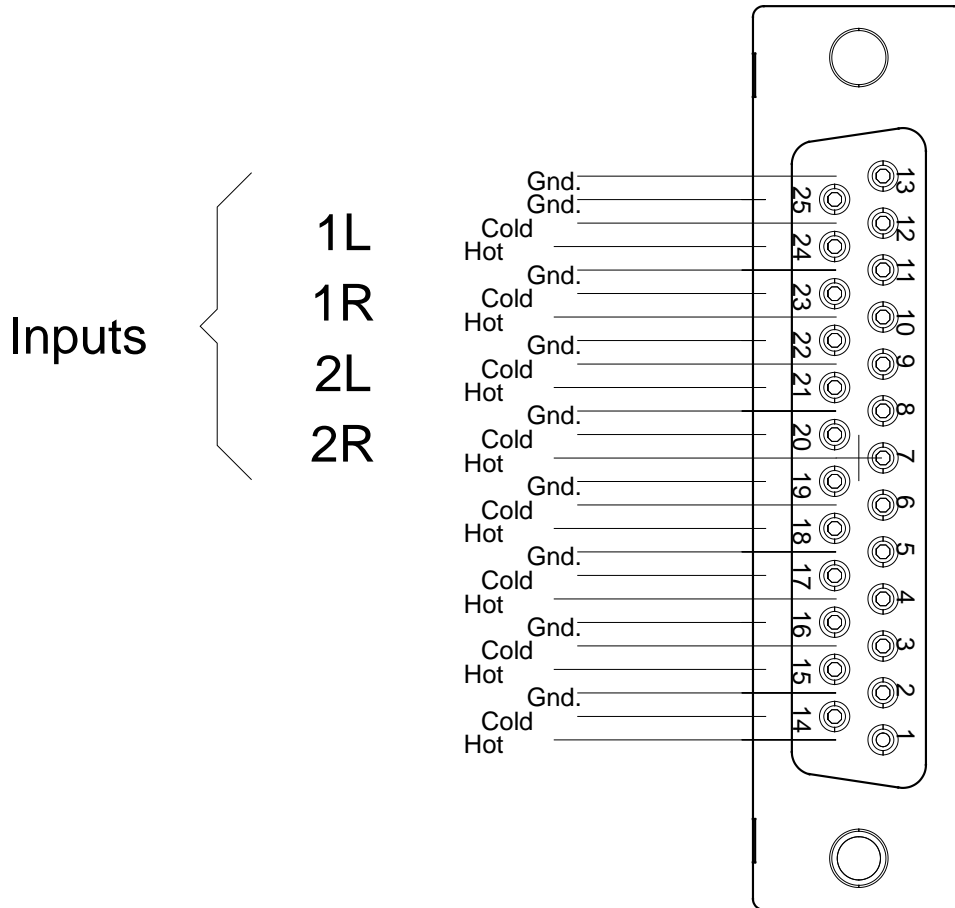 Inputs
1L
1R
2L
2R
Gnd.
Gnd.
Cold
Hot
Gnd.
Cold
Hot
Gnd.
Cold
Hot
Gnd.
Cold
Hot
Gnd.
Cold
Hot
Gnd.
Cold
Hot
Gnd.
Cold
Hot
Gnd.
Cold
Hot
25
24
23
22
21
20
19
18
17
16
15
14
13
12
11
10
9
8
7
6
5
4
3
2
1